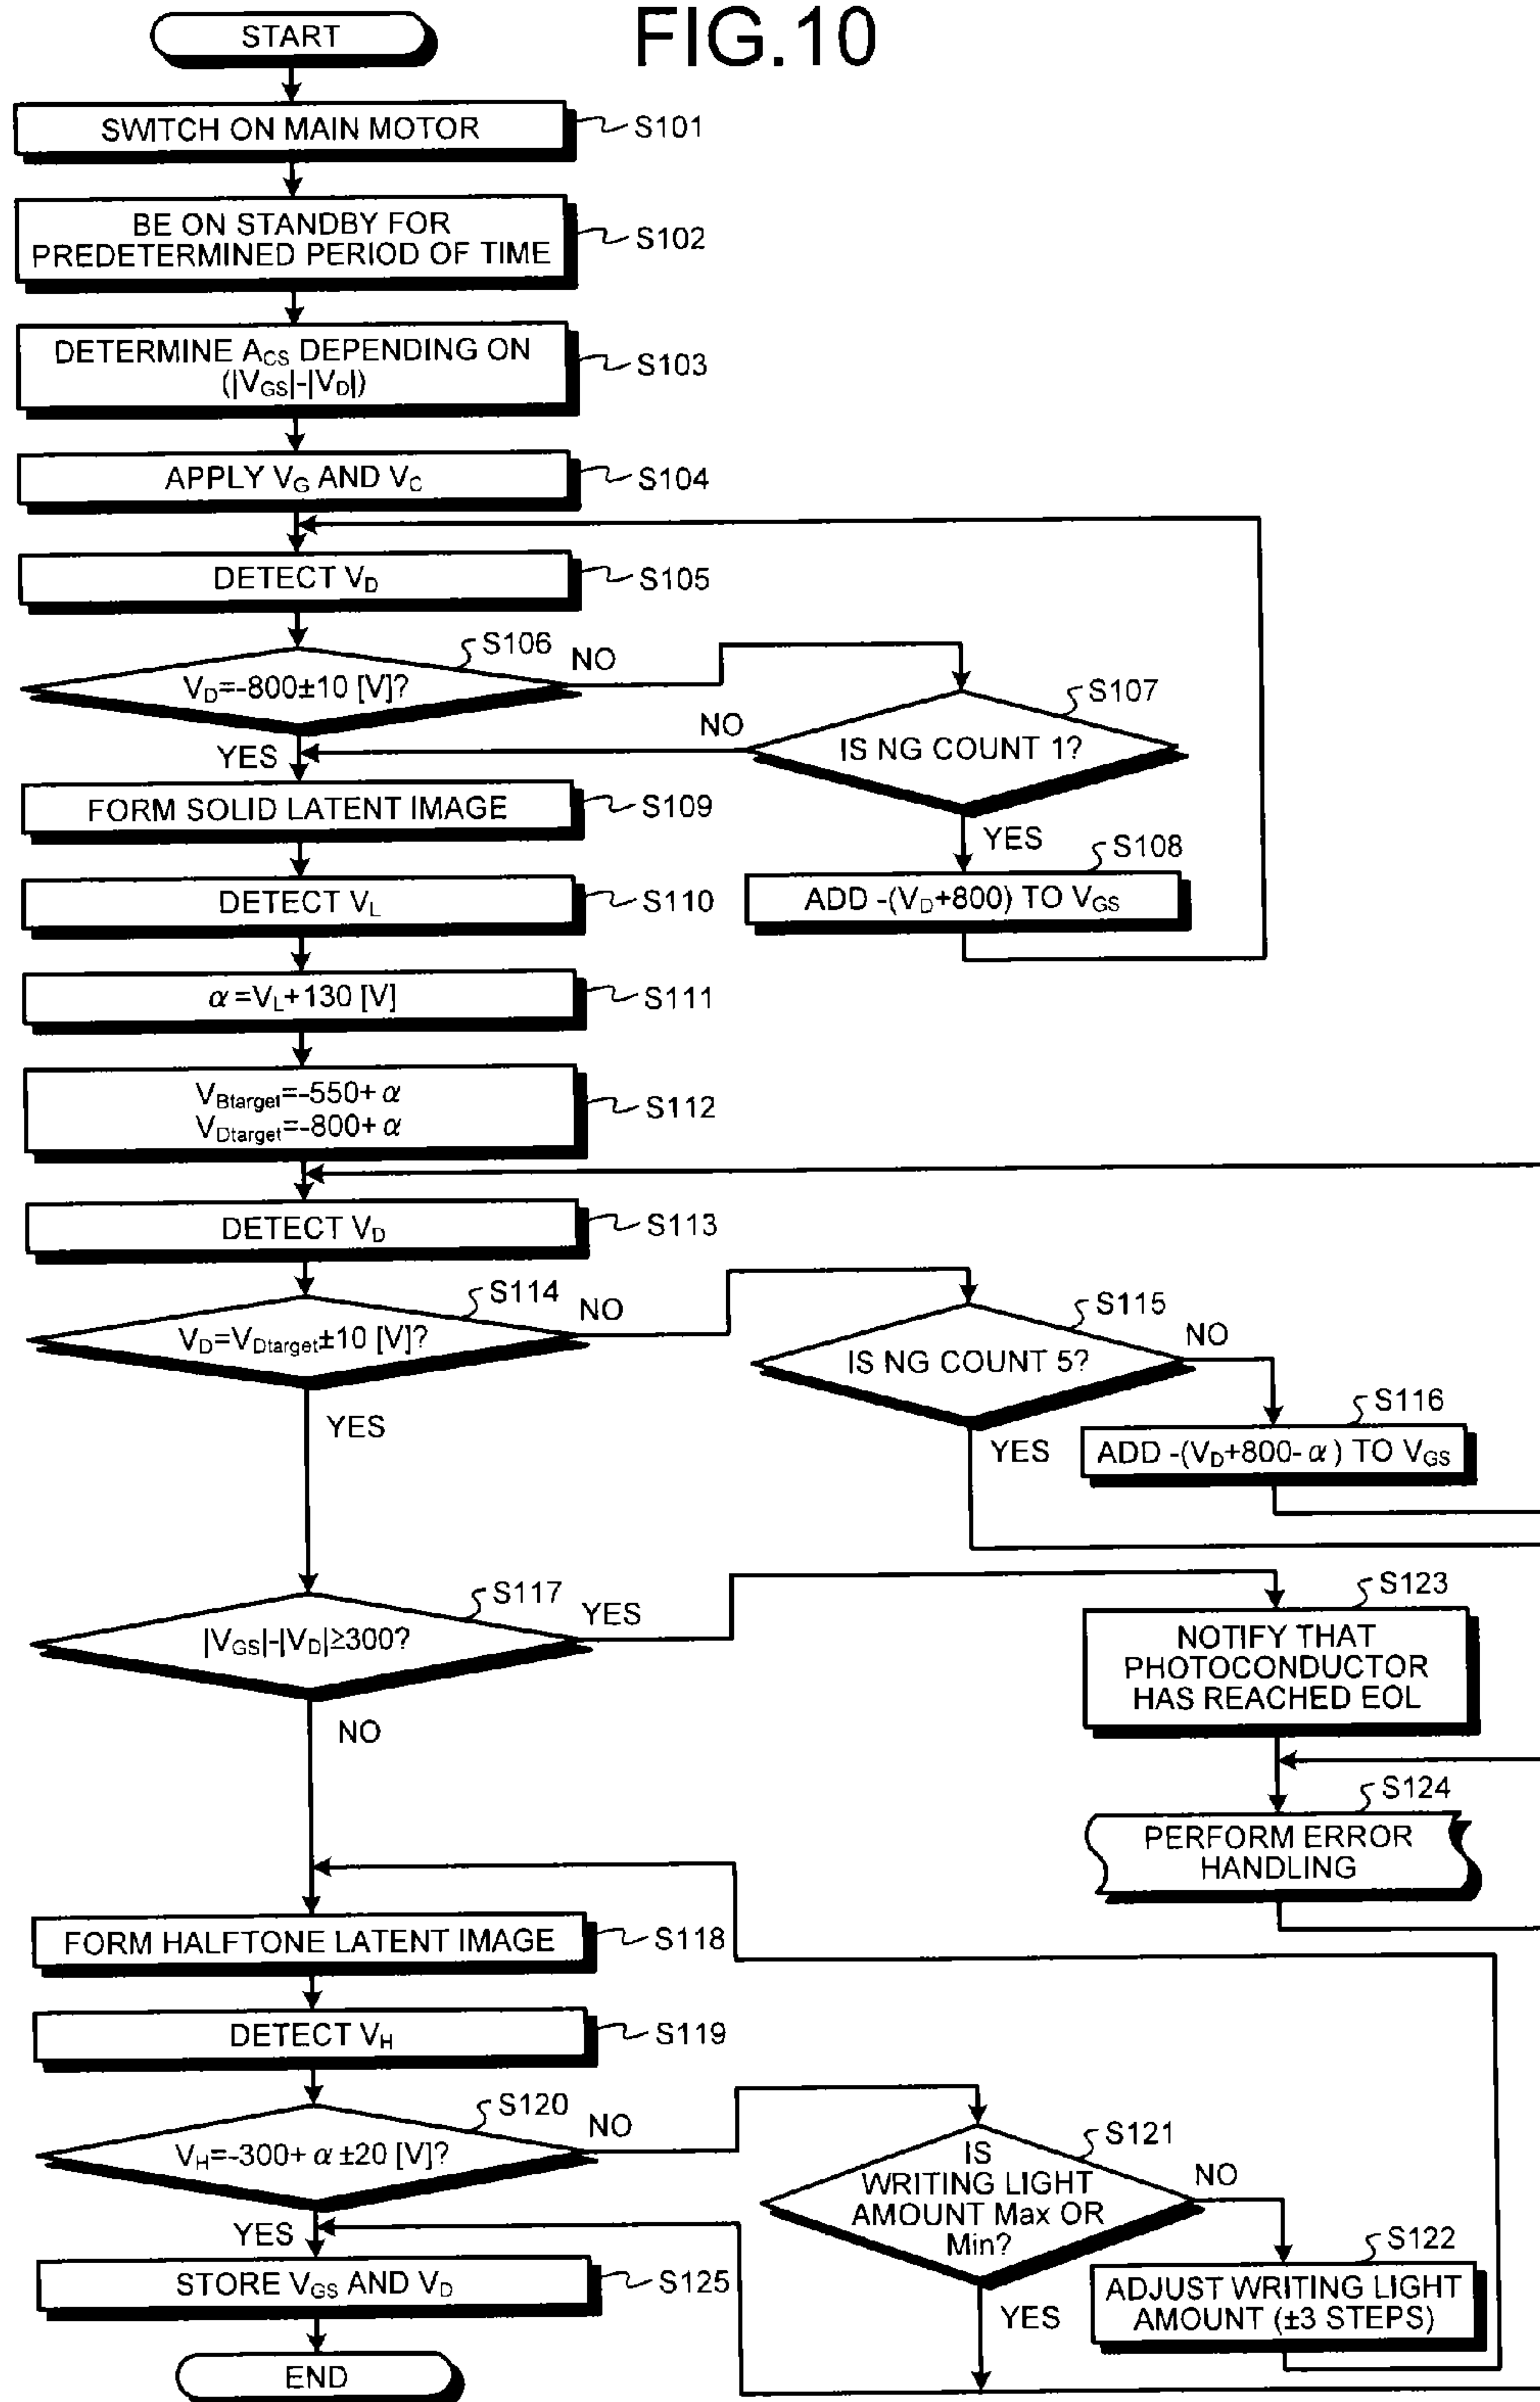 FIG.10
START
SWITCH ON MAIN MOTOR
S101
BE ON STANDBY FOR
PREDETERMINED PERIOD OF TIME
S102
DETERMINE ACS DEPENDING ON
(|VGS|-|VD|)
S103
APPLY VG AND VC
S104
DETECT VD
S105
S106
VD=-800±10 [V]?
NO
YES
S107
IS NG COUNT 1?
NO
YES
S108
ADD -(VD+800) TO VGS
FORM SOLID LATENT IMAGE
S109
DETECT VL
S110
α=VL+130 [V]
S111
VBtarget=-550+α
VDtarget=-800+α
S112
DETECT VD
S113
S114
VD=VDtarget±10 [V]?
NO
YES
S115
IS NG COUNT 5?
NO
YES
S116
ADD -(VD+800-α) TO VGS
S117
|VGS|-|VD|≥300?
YES
NO
S123
NOTIFY THAT
PHOTOCONDUCTOR
HAS REACHED EOL
S124
PERFORM ERROR
HANDLING
FORM HALFTONE LATENT IMAGE
S118
DETECT VH
S119
S120
VH=-300+α±20 [V]?
NO
YES
S121
IS
WRITING LIGHT
AMOUNT Max OR
Min?
NO
YES
S122
ADJUST WRITING LIGHT
AMOUNT (±3 STEPS)
STORE VGS AND VD
S125
END